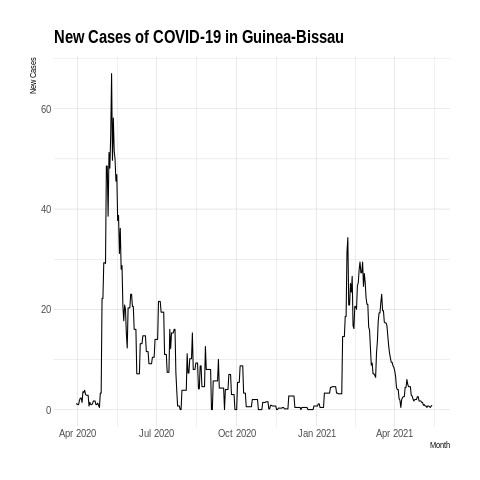 New Cases of COVID-19 in Guinea-Bissau
New Cases
60
40
20
0
Apr 2020 Jul 2020 Oct 2020 Jan 2021 Apr 2021
Month